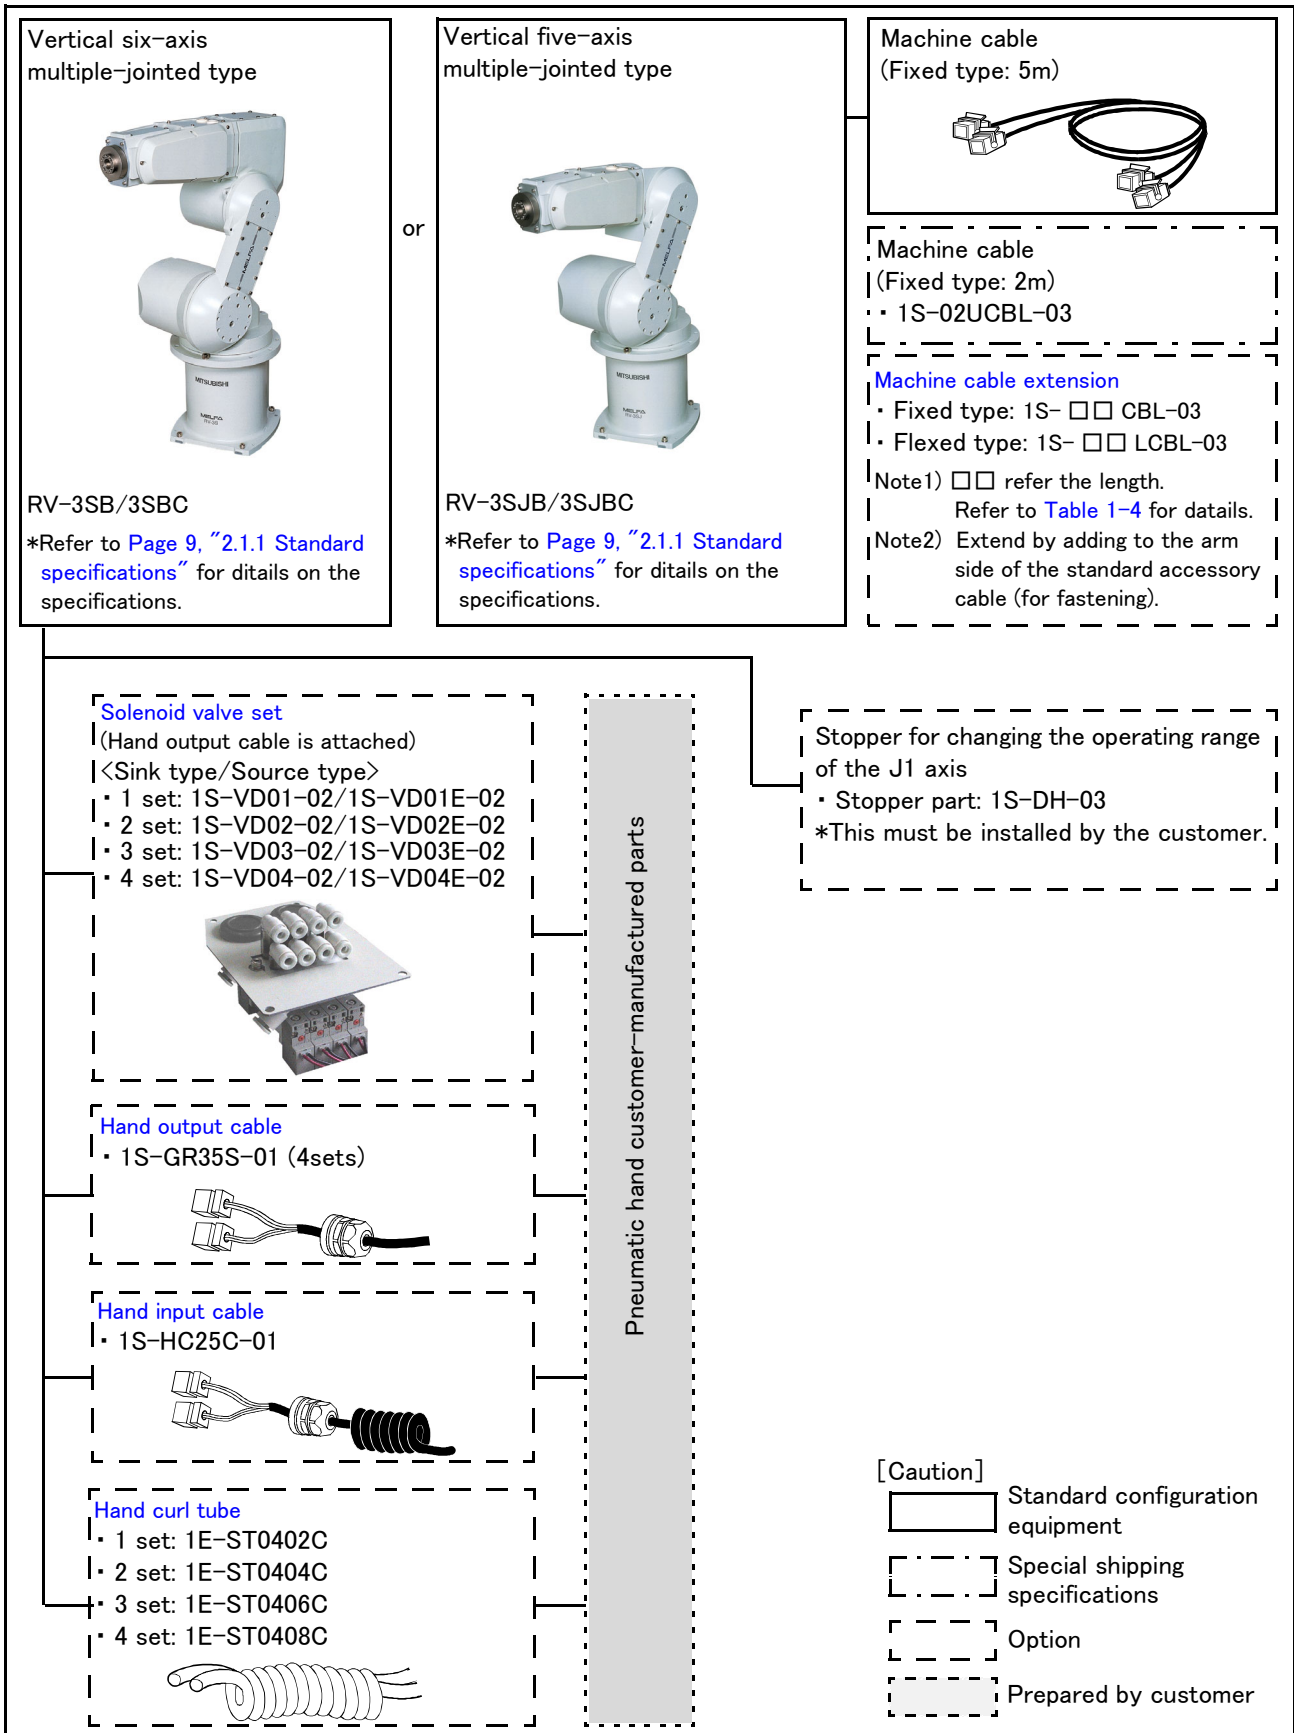 Vertical six-axis
multiple-jointed type
MELFA
MITSUBISHI
MELFA
RV-3SB
RV-3SB/3SBC
*Refer to Page 9, "2.1.1 Standard
specifications" for ditails on the
specifications.
or
Vertical five-axis
multiple-jointed type
MELFA
MITSUBISHI
MELFA
RV-3SJB/3SJBC
*Refer to Page 9, "2.1.1 Standard
specifications" for ditails on the
specifications.
Machine cable
(Fixed type: 5m)
Machine cable
(Fixed type: 2m)
・1S-02UCBL-03
Machine cable extension
・Fixed type: 1S- □□ CBL-03
・Flexed type: 1S- □□ LCBL-03
Note1) □□ refer the length.
Refer to Table 1-4 for datails.
Note2) Extend by adding to the arm
side of the standard accessory
cable (for fastening).
Solenoid valve set
(Hand output cable is attached)
<Sink type/Source type>
・1 set: 1S-VD01-02/1S-VD01E-02
・2 set: 1S-VD02-02/1S-VD02E-02
・3 set: 1S-VD03-02/1S-VD03E-02
・4 set: 1S-VD04-02/1S-VD04E-02
Hand output cable
・1S-GR35S-01 (4sets)
Hand input cable
・1S-HC25C-01
Hand curl tube
・1 set: 1E-ST0402C
・2 set: 1E-ST0404C
・3 set: 1E-ST0406C
・4 set: 1E-ST0408C
Pneumatic hand customer-manufactured parts
Stopper for changing the operating range
of the J1 axis
・Stopper part: 1S-DH-03
*This must be installed by the customer.
[Caution]
Standard configuration
equipment
Special shipping
specifications
Option
Prepared by customer